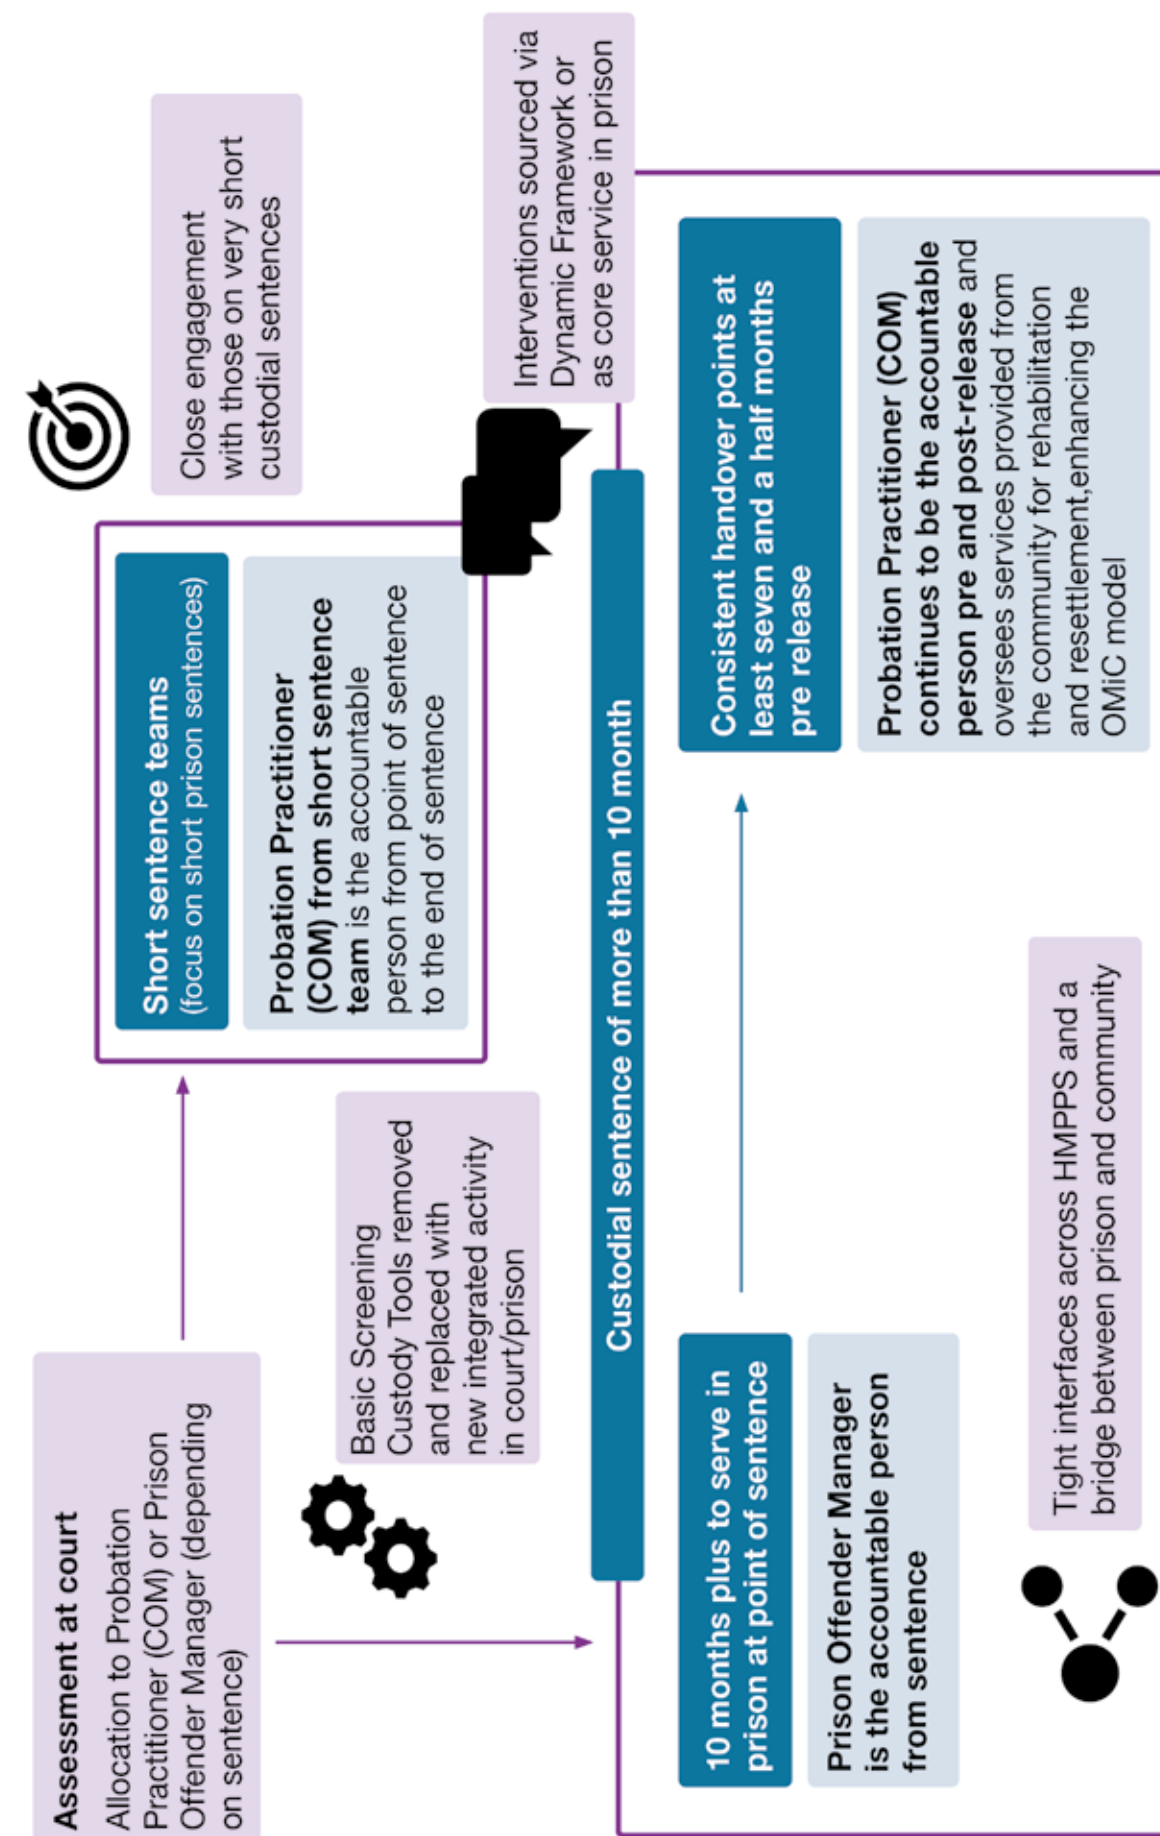 Assessment at court
Allocation to Probation
Practitioner (COM) or Prison
Offender Manager (depending
on sentence)
Short sentence teams
(focus on short prison sentences)
Probation Practitioner
(COM) from short sentence
team is the accountable
person from point of sentence
to the end of sentence
Close engagement
with those on very short
custodial sentences
Basic Screening
Custody Tools removed
and replaced with
new integrated activity
in court/prison
Interventions sourced via
Dynamic Framework or
as core service in prison
Custodial sentence of more than 10 month
10 months plus to serve in
prison at point of sentence
Prison Offender Manager
is the accountable person
from sentence
Consistent handover points at
least seven and a half months
pre release
Probation Practitioner (COM)
continues to be the accountable
person pre and post-release and
oversees services provided from
the community for rehabilitation
and resettlement,enhancing the
OMiC model
Tight interfaces across HMPPS and a
bridge between prison and community